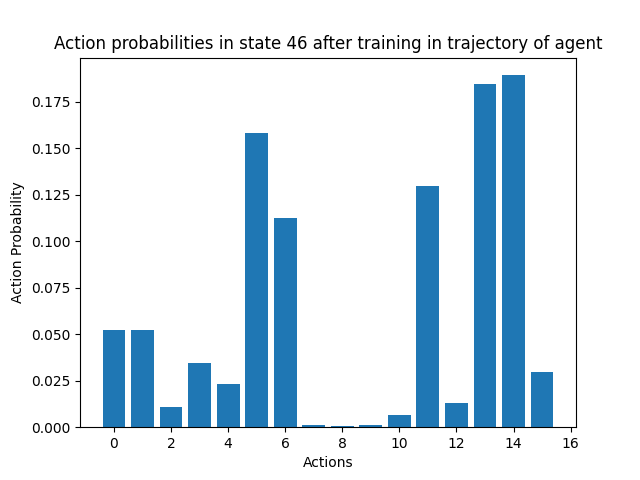 Action probabilities in state 46 after training in trajectory of agent
0.175
0.150
0.125
0.100
0.075
0.050
0.025
0.000
Action Probability
0 2 4 6 8 10 12 14 16
Actions